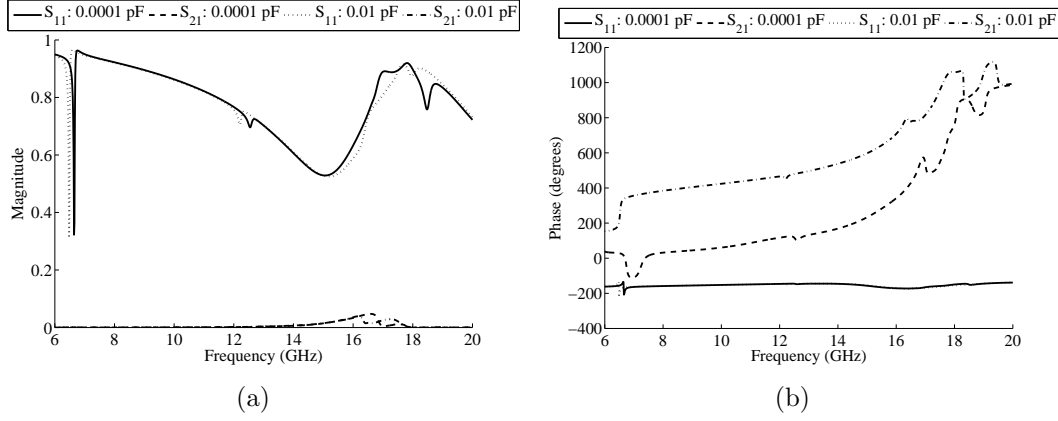 S11: 0.0001 pF S21: 0.0001 pF S11: 0.01 pF S21: 0.01 pF
1
0.8
0.6
0.4
0.2
0
Magnitude
6 8 10 12 14 16 18 20
Frequency (GHz)
(a)
S11: 0.0001 pF S21: 0.0001 pF S11: 0.01 pF S21: 0.01 pF
1200
1000
800
600
400
200
0
−200
−400
Phase (degrees)
6 8 10 12 14 16 18 20
Frequency (GHz)
(b)